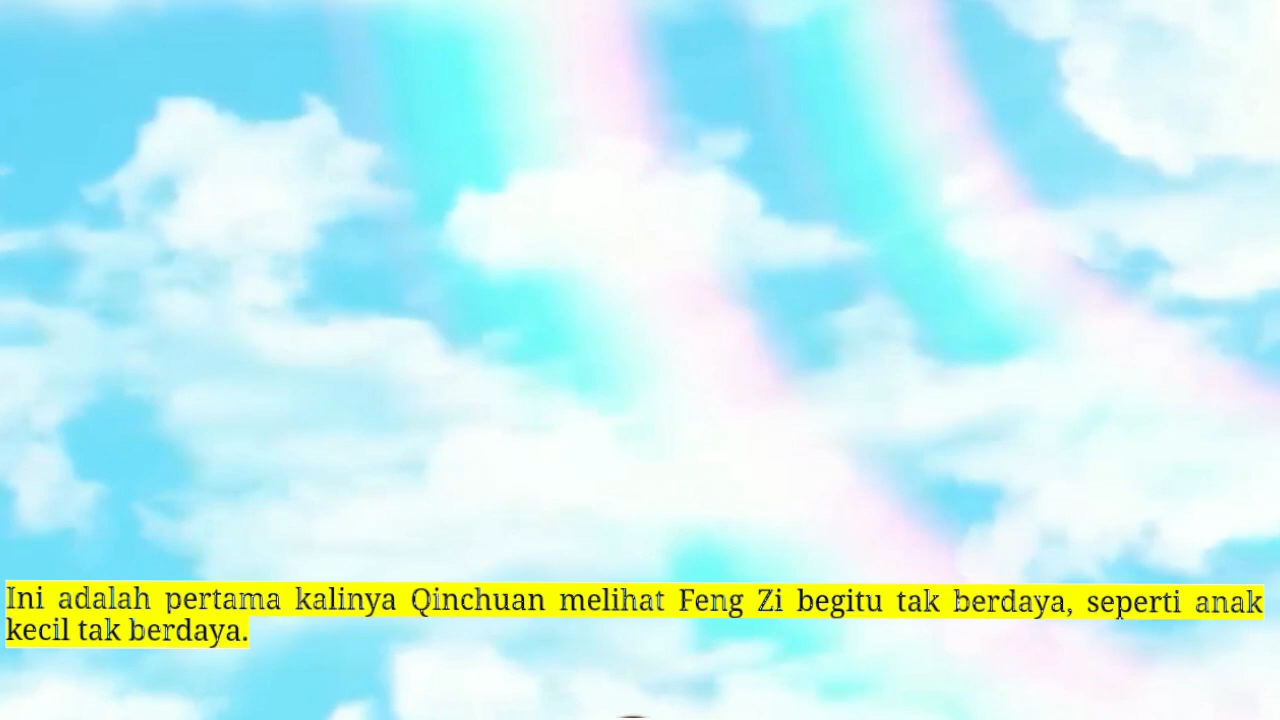 Ini adalah pertama kalinya Qinchuan melihat Feng Zi begitu tak berdaya, seperti anak
kecil tak berdaya.